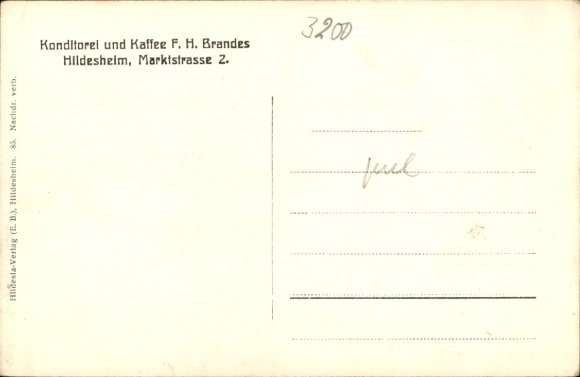 3200
Konditorei und Kaffee F. H. Brandes
Hildesheim, Marktstrasse 2.
Hildesia-Verlag (E. B.), Hildesheim. 85. Nachdr. verb.